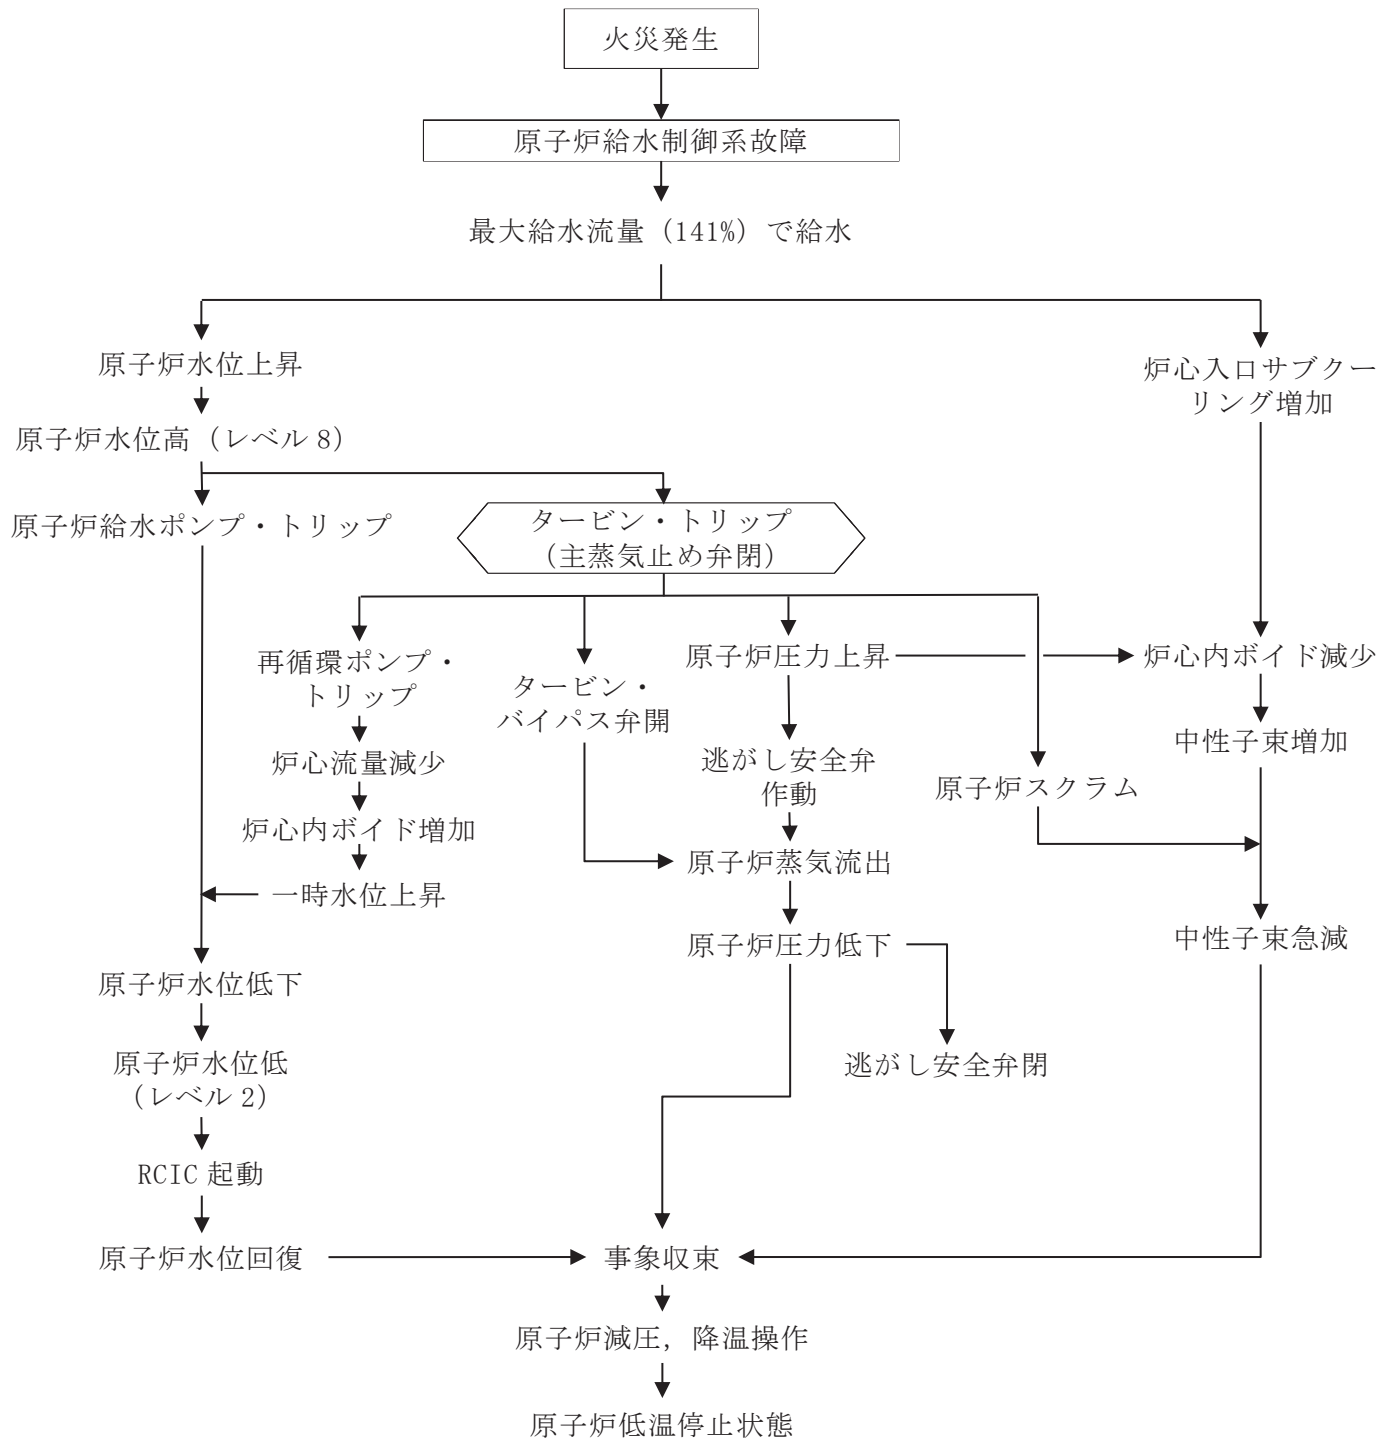 火災発生
原子炉給水制御系故障
最大給水流量（141%）で給水
原子炉水位上昇
炉心入口サブクー
リング増加
原子炉水位高（レベル 8）
原子炉給水ポンプ・トリップ
タービン・トリップ
（主蒸気止め弁閉）
再循環ポンプ・
トリップ
タービン・
バイパス弁開
原子炉圧力上昇
炉心内ボイド減少
中性子束増加
炉心流量減少
逃がし安全弁
作動
原子炉スクラム
炉心内ボイド増加
原子炉蒸気流出
一時水位上昇
原子炉圧力低下
中性子束急減
原子炉水位低下
原子炉水位低
（レベル 2）
逃がし安全弁閉
RCIC 起動
原子炉水位回復
事象収束
原子炉減圧，降温操作
原子炉低温停止状態